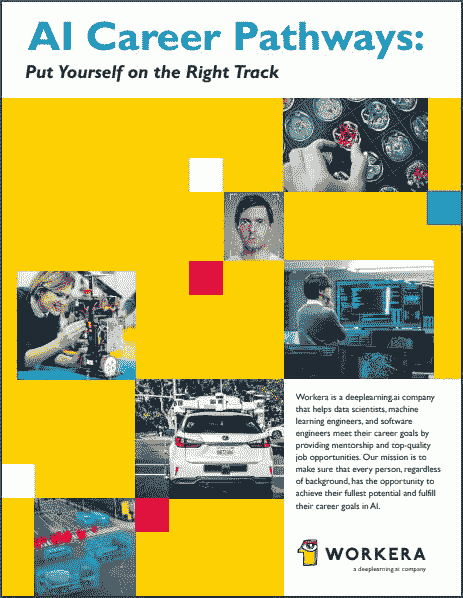 AI Career Pathways:
Put Yourself on the Right Track
Workera is a deeplearning.ai company
that helps data scientists, machine
learning engineers, and software
engineers meet their career goals by
providing mentorship and top-quality
job opportunities. Our mission is to
make sure that every person, regardless
of background, has the opportunity to
achieve their fullest potential and fulfill
their career goals in AI.
WORKERA
a deeplearning.ai company